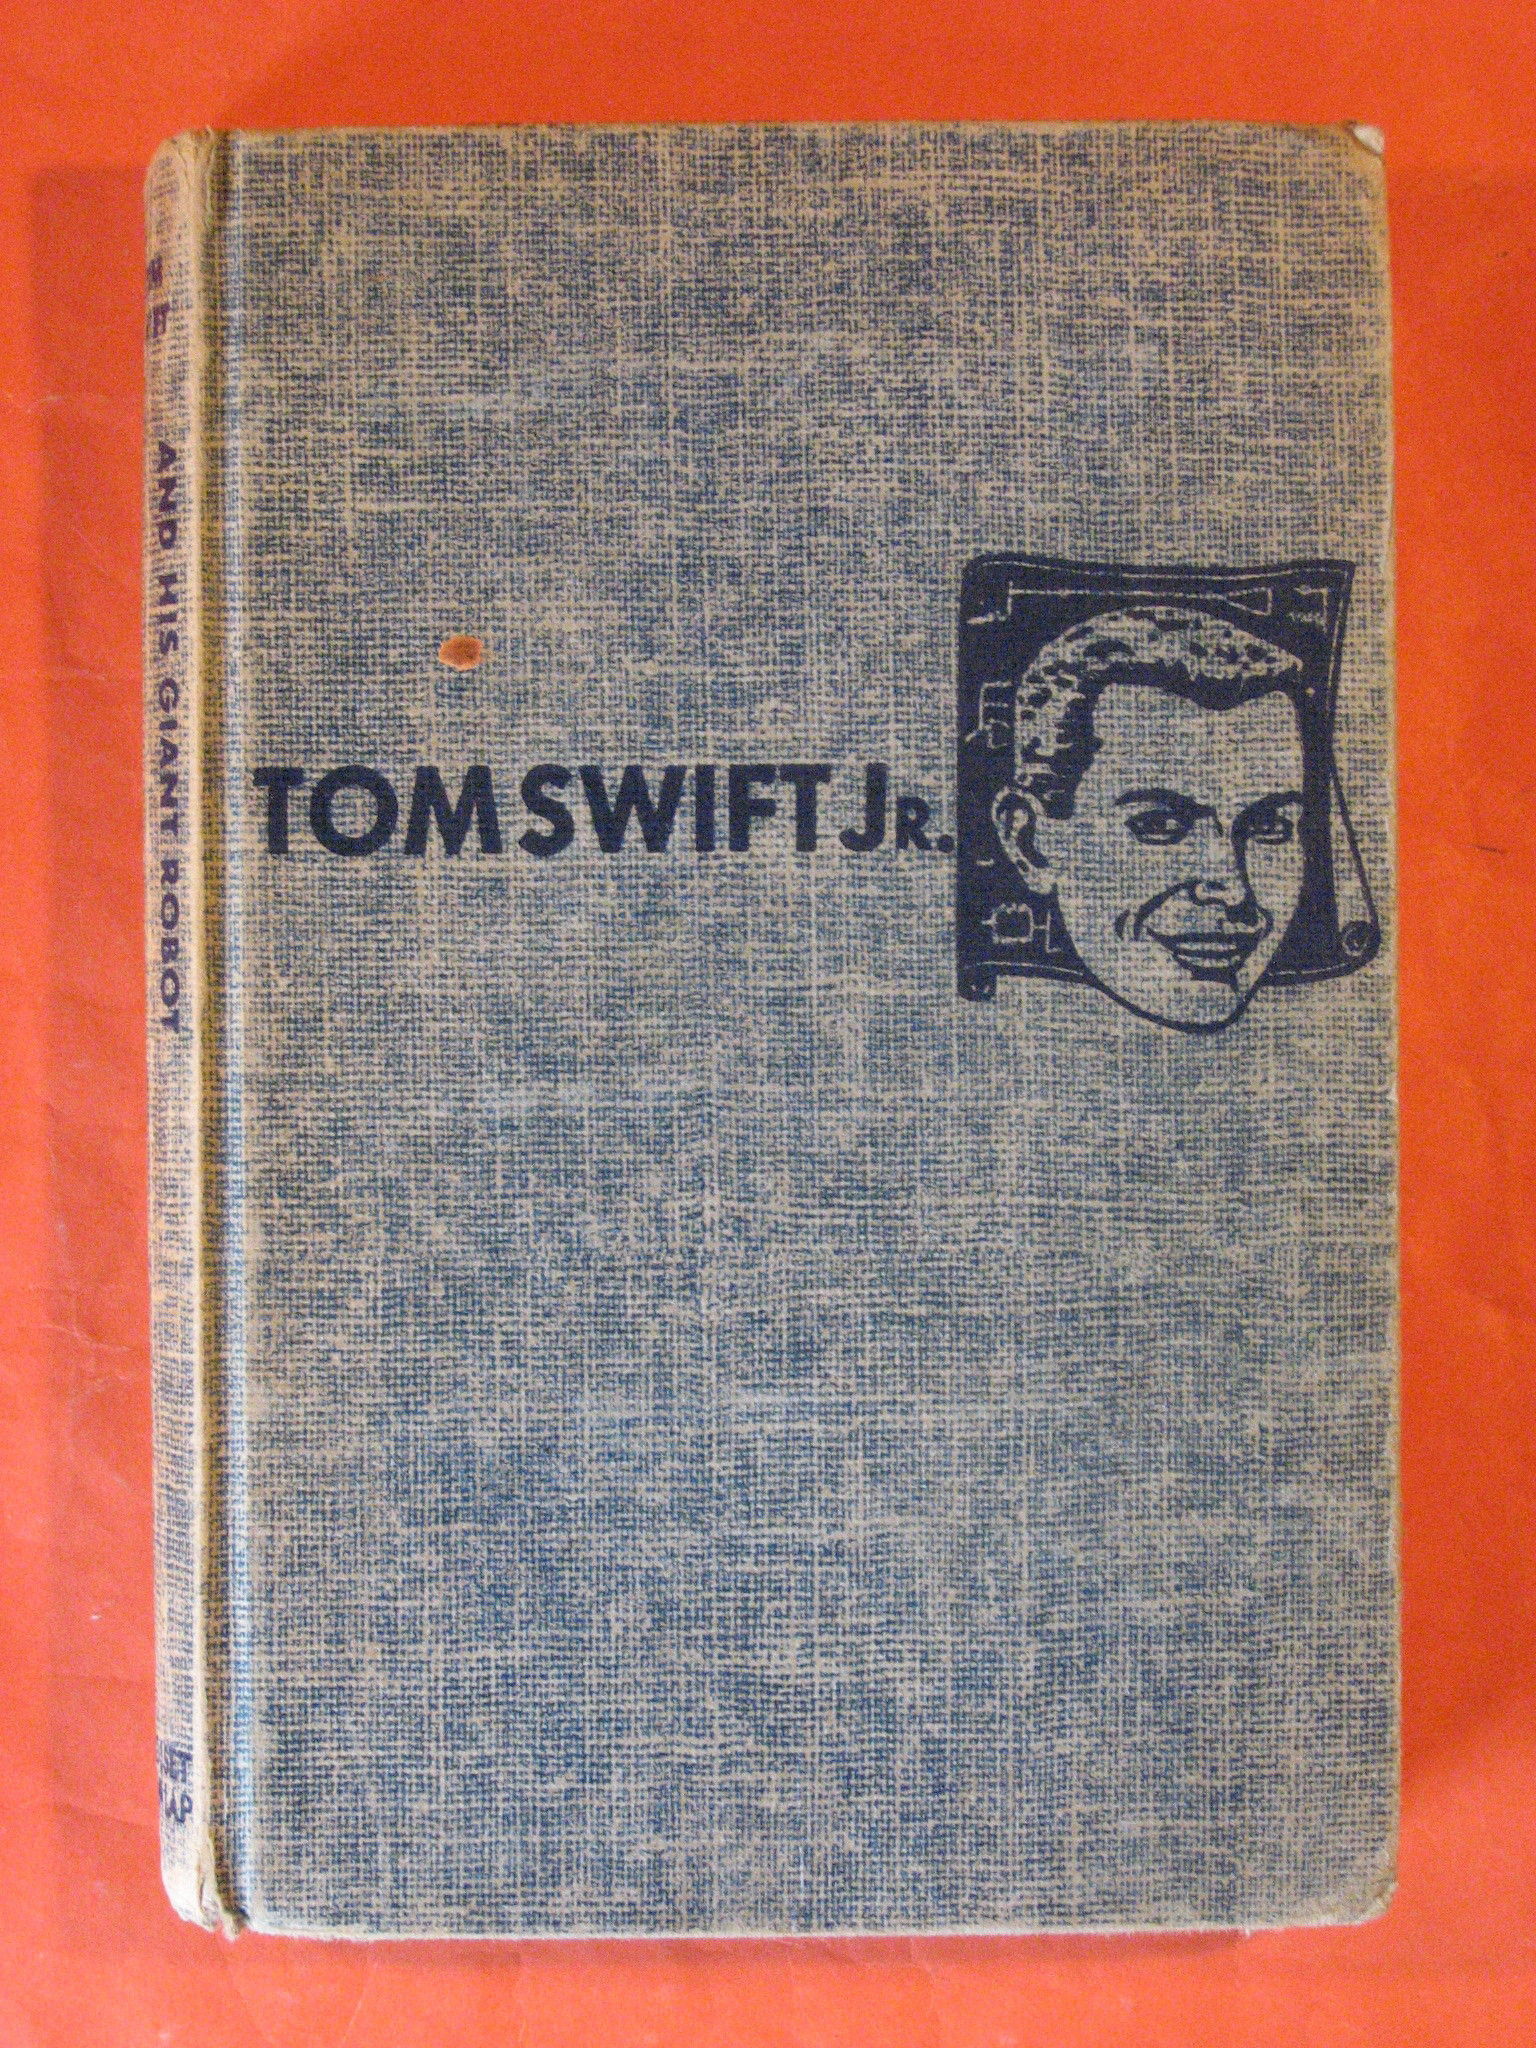 TOM SWIFT JR.
AND HIS GIANT ROBOT